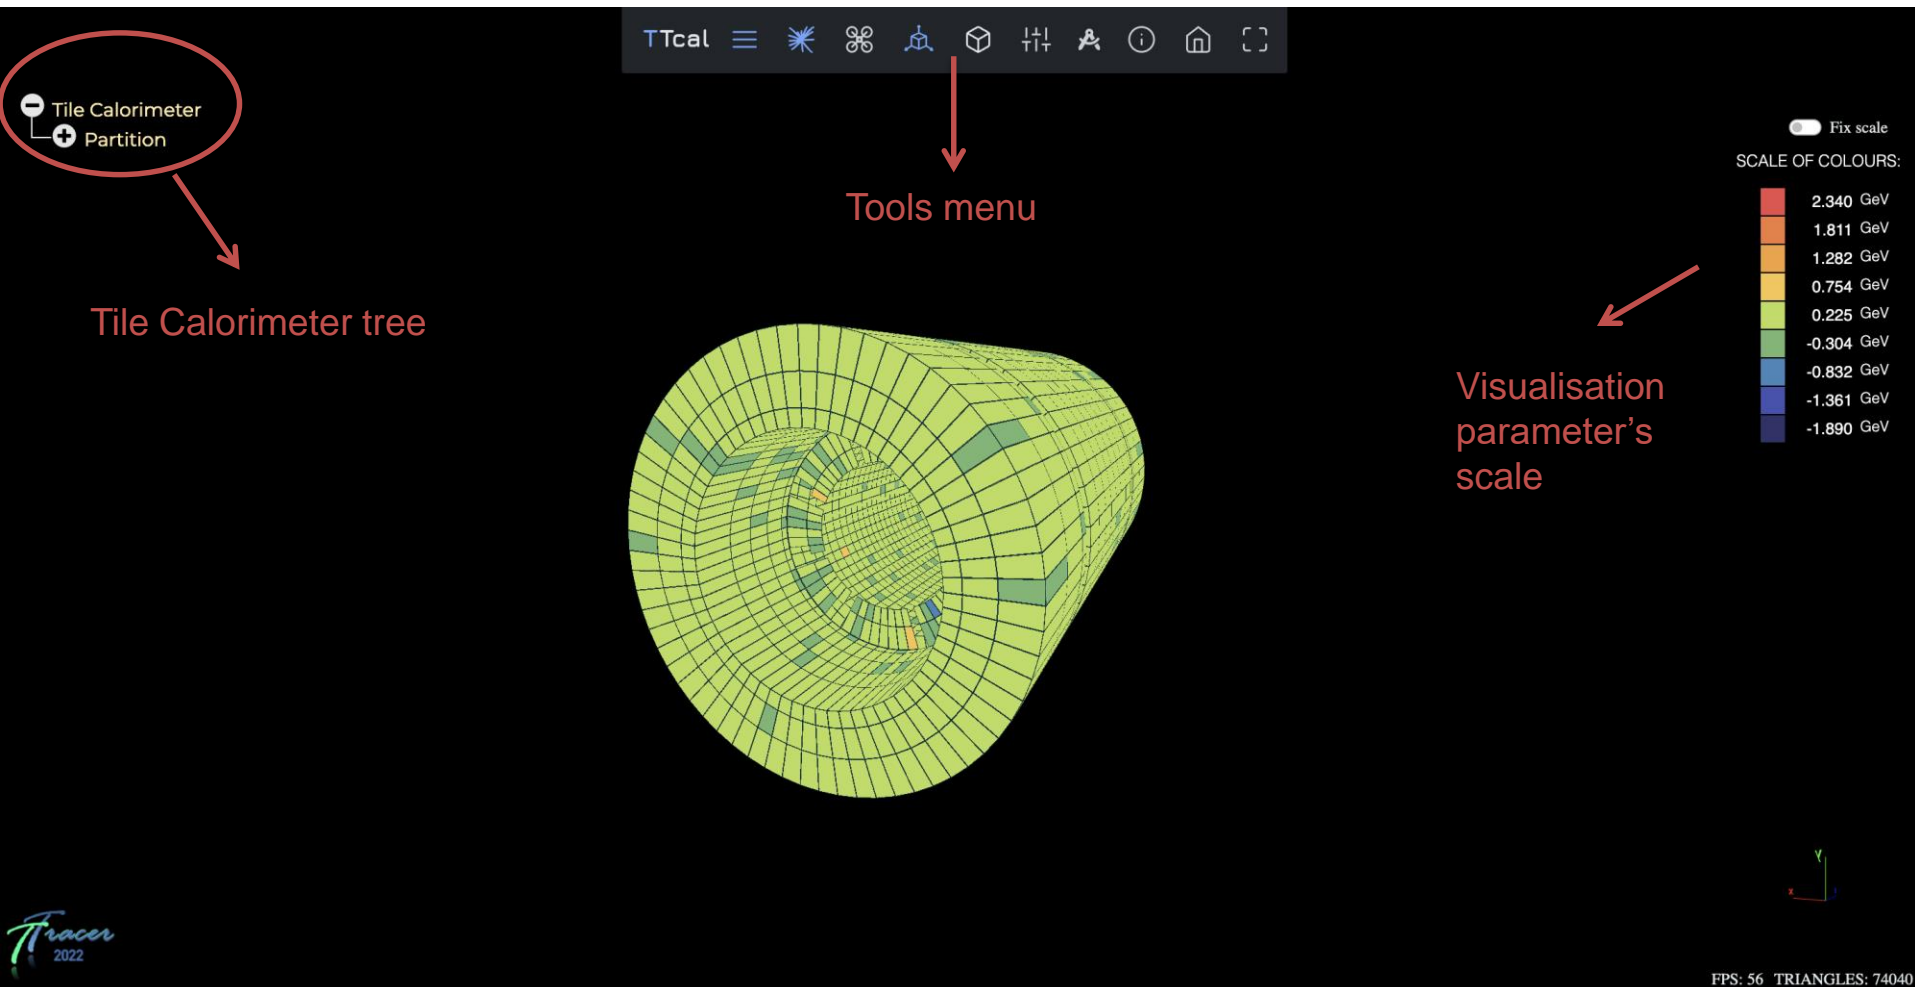 TTcal
Tile Calorimeter
Partition
Fix scale
SCALE OF COLOURS:
2.340 GeV
1.811 GeV
1.282 GeV
0.754 GeV
0.225 GeV
-0.304 GeV
-0.832 GeV
-1.361 GeV
-1.890 GeV
Tools menu
Tile Calorimeter tree
Visualisation
parameter's
scale
Y
x
TTracer
2022
FPS: 56 TRIANGLES: 74040